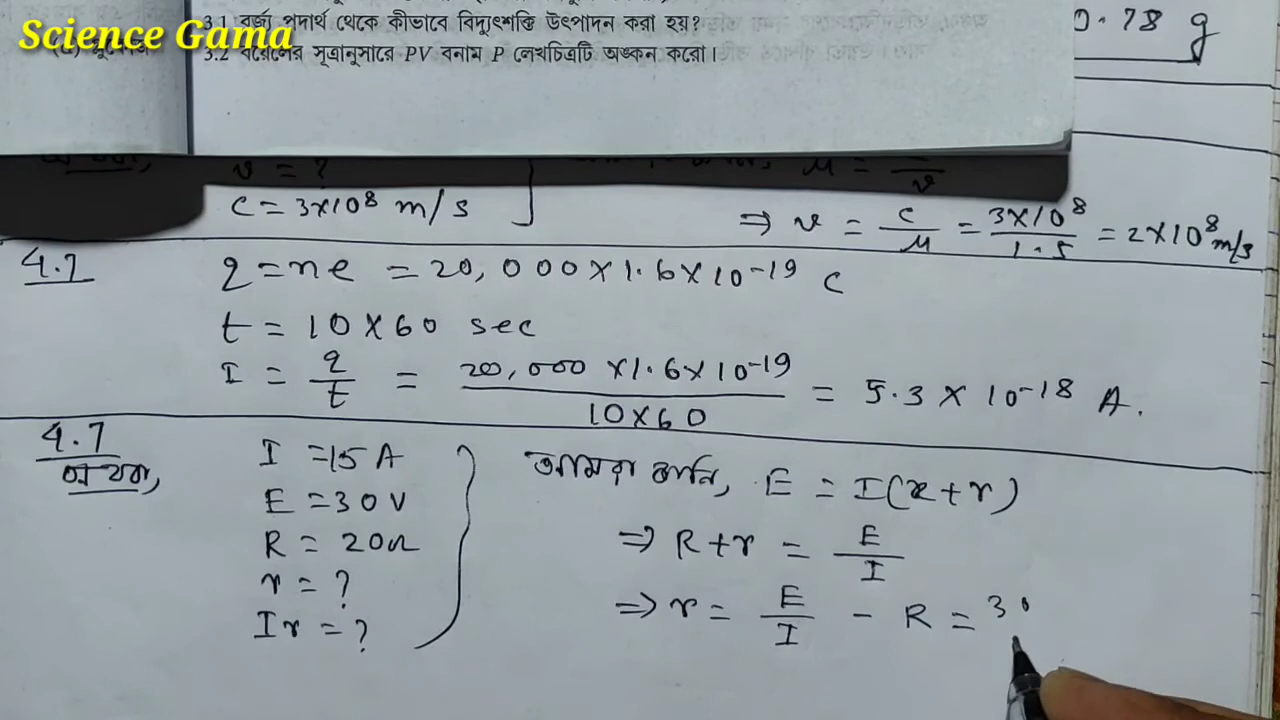 Science Gama
3.1 বর্জ্য পদার্থ থেকে কীভাবে বিদ্যুৎশক্তি উৎপাদন করা হয়?
3.2 বয়েলের সূত্রানুসারে PV বনাম P লেখচিত্রটি অঙ্কন করো।
0.78 g
v = ?
c = 3×10⁸ m/s
μ = —/v
⇒ v = c/μ = 3×10⁸/1.5 = 2×10⁸ m/s
4.7
q = ne = 20,000×1.6×10⁻¹⁹ C
t = 10×60 sec
I = q/t = 20,000×1.6×10⁻¹⁹/10×60 = 5.3×10⁻¹⁸ A.
4.7
অথবা,
I = 15 A
E = 30 V
R = 20Ω
r = ?
Ir = ?
আমরা জানি, E = I(R+r)
⇒ R+r = E/I
⇒ r = E/I − R = 30